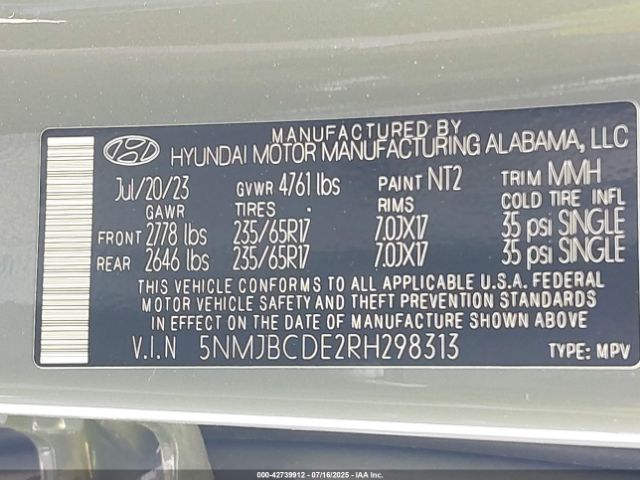 MANUFACTURED BY
HYUNDAI MOTOR MANUFACTURING ALABAMA, LLC
Jul/20/23 GVWR 4761 lbs PAINT NT2 TRIM MMH
GAWR TIRES RIMS COLD TIRE INFL
FRONT 2778 lbs 235/65R17 7.0JX17 35 psi SINGLE
REAR 2646 lbs 235/65R17 7.0JX17 35 psi SINGLE
THIS VEHICLE CONFORMS TO ALL APPLICABLE U.S.A. FEDERAL
MOTOR VEHICLE SAFETY AND THEFT PREVENTION STANDARDS
IN EFFECT ON THE DATE OF MANUFACTURE SHOWN ABOVE
V.I.N 5NMJBCDE2RH298313 TYPE: MPV
000-42739912 - 07/16/2025 - IAA Inc.